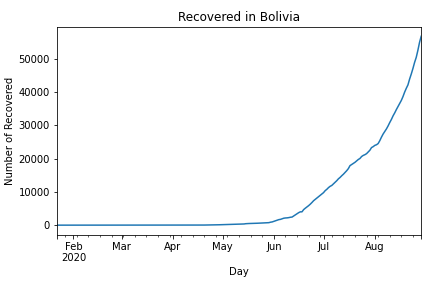 Recovered in Bolivia
Number of Recovered
50000
40000
30000
20000
10000
0
Feb Mar Apr May Jun Jul Aug
2020
Day